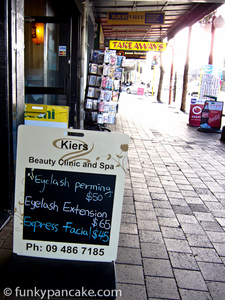 TAKE AWAYS
Kiers
Beauty Clinic and Spa
Eyelash perming
$50
Eyelash Extension
$65
Express Facial $45
Ph: 09 486 7185
© funkypancake.com